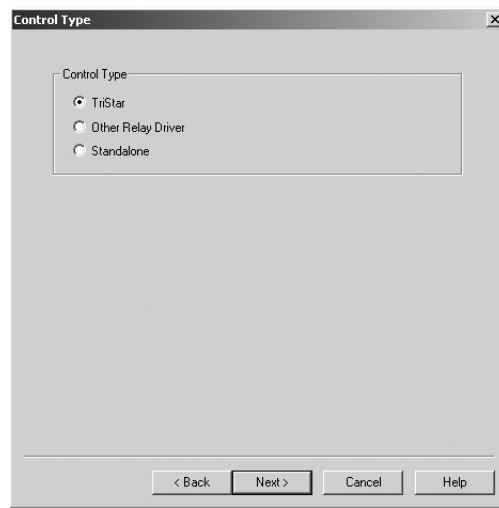 Control Type
Control Type
TriStar
Other Relay Driver
Standalone
< Back Next > Cancel Help